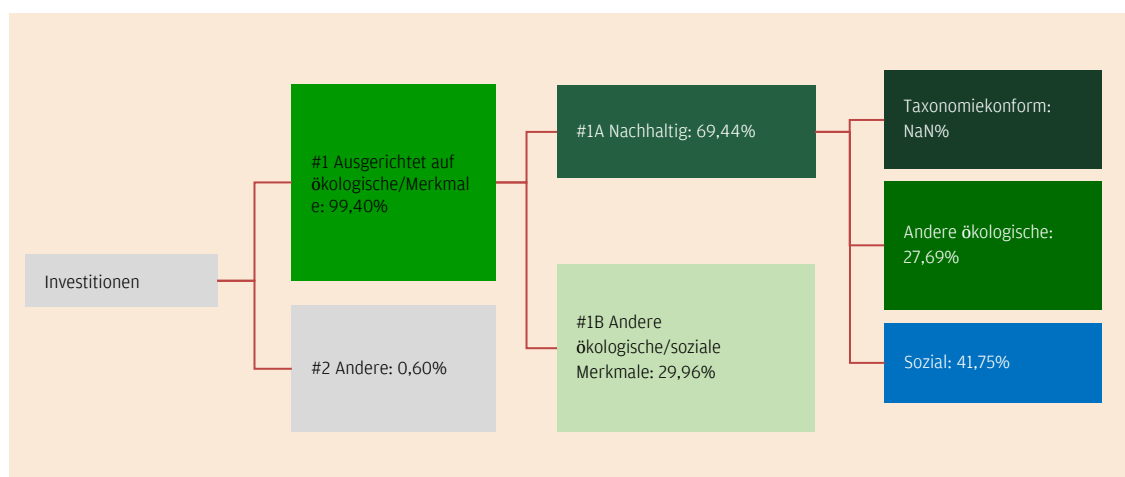 Investitionen
#1 Ausgerichtet auf
ökologische/Merkmal
e: 99,40%
#2 Andere: 0,60%
#1A Nachhaltig: 69,44%
#1B Andere
ökologische/soziale
Merkmale: 29,96%
Taxonomiekonform:
NaN%
Andere ökologische:
27,69%
Sozial: 41,75%